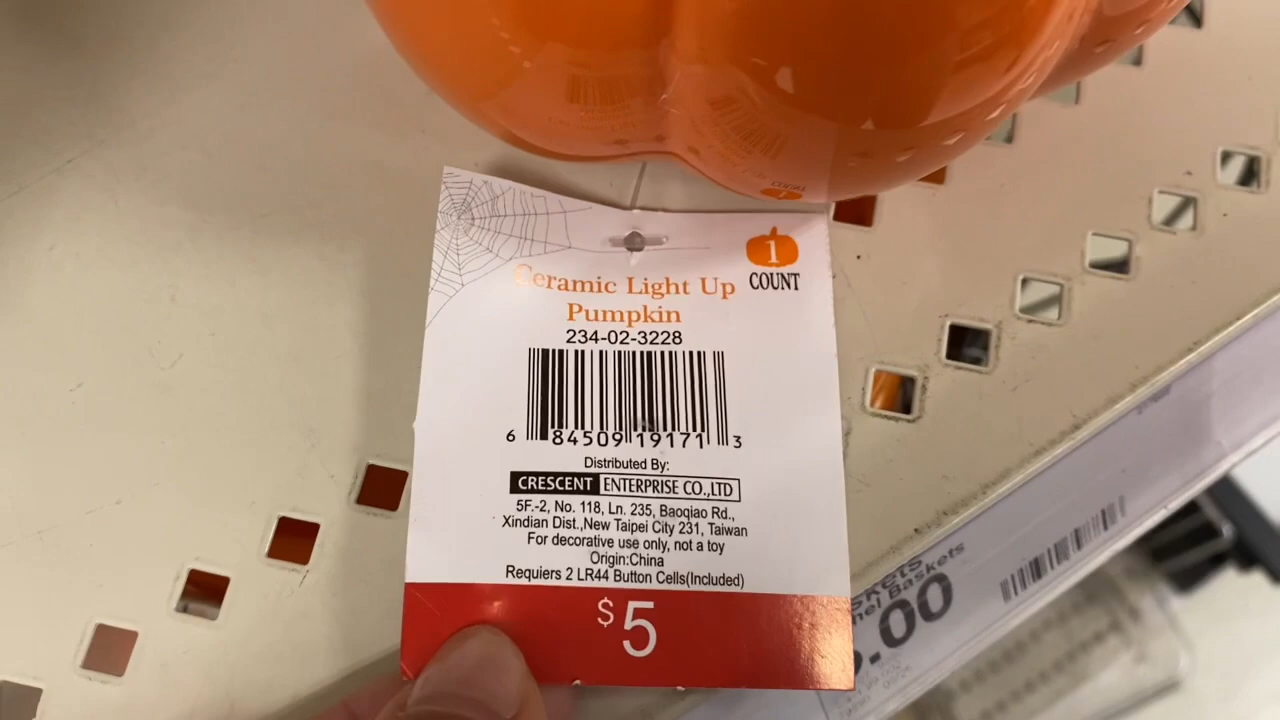 Ceramic Light Up
Pumpkin
1
COUNT
234-02-3228
6 84509 19171 3
Distributed By:
CRESCENT ENTERPRISE CO.,LTD
5F.-2, No. 118, Ln. 235, Baoqiao Rd.,
Xindian Dist.,New Taipei City 231, Taiwan
For decorative use only, not a toy
Origin:China
Requiers 2 LR44 Button Cells(Included)
$5
Baskets
.00